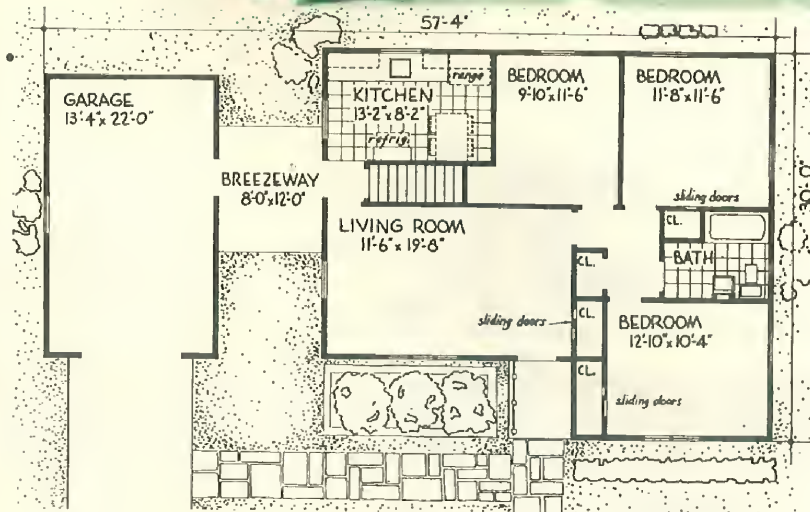 57'-4"
GARAGE
13'-4" x 22'-0"
BREEZEWAY
8'-0" x 12'-0"
range
KITCHEN
13'-2" x 8'-2"
refrig.
BEDROOM
9'-10" x 11'-6"
BEDROOM
11'-8" x 11'-6"
sliding doors
LIVING ROOM
11'-6" x 19'-8"
CL.
BATH
CL.
CL.
sliding doors
BEDROOM
12'-10" x 10'-4"
CL.
sliding doors